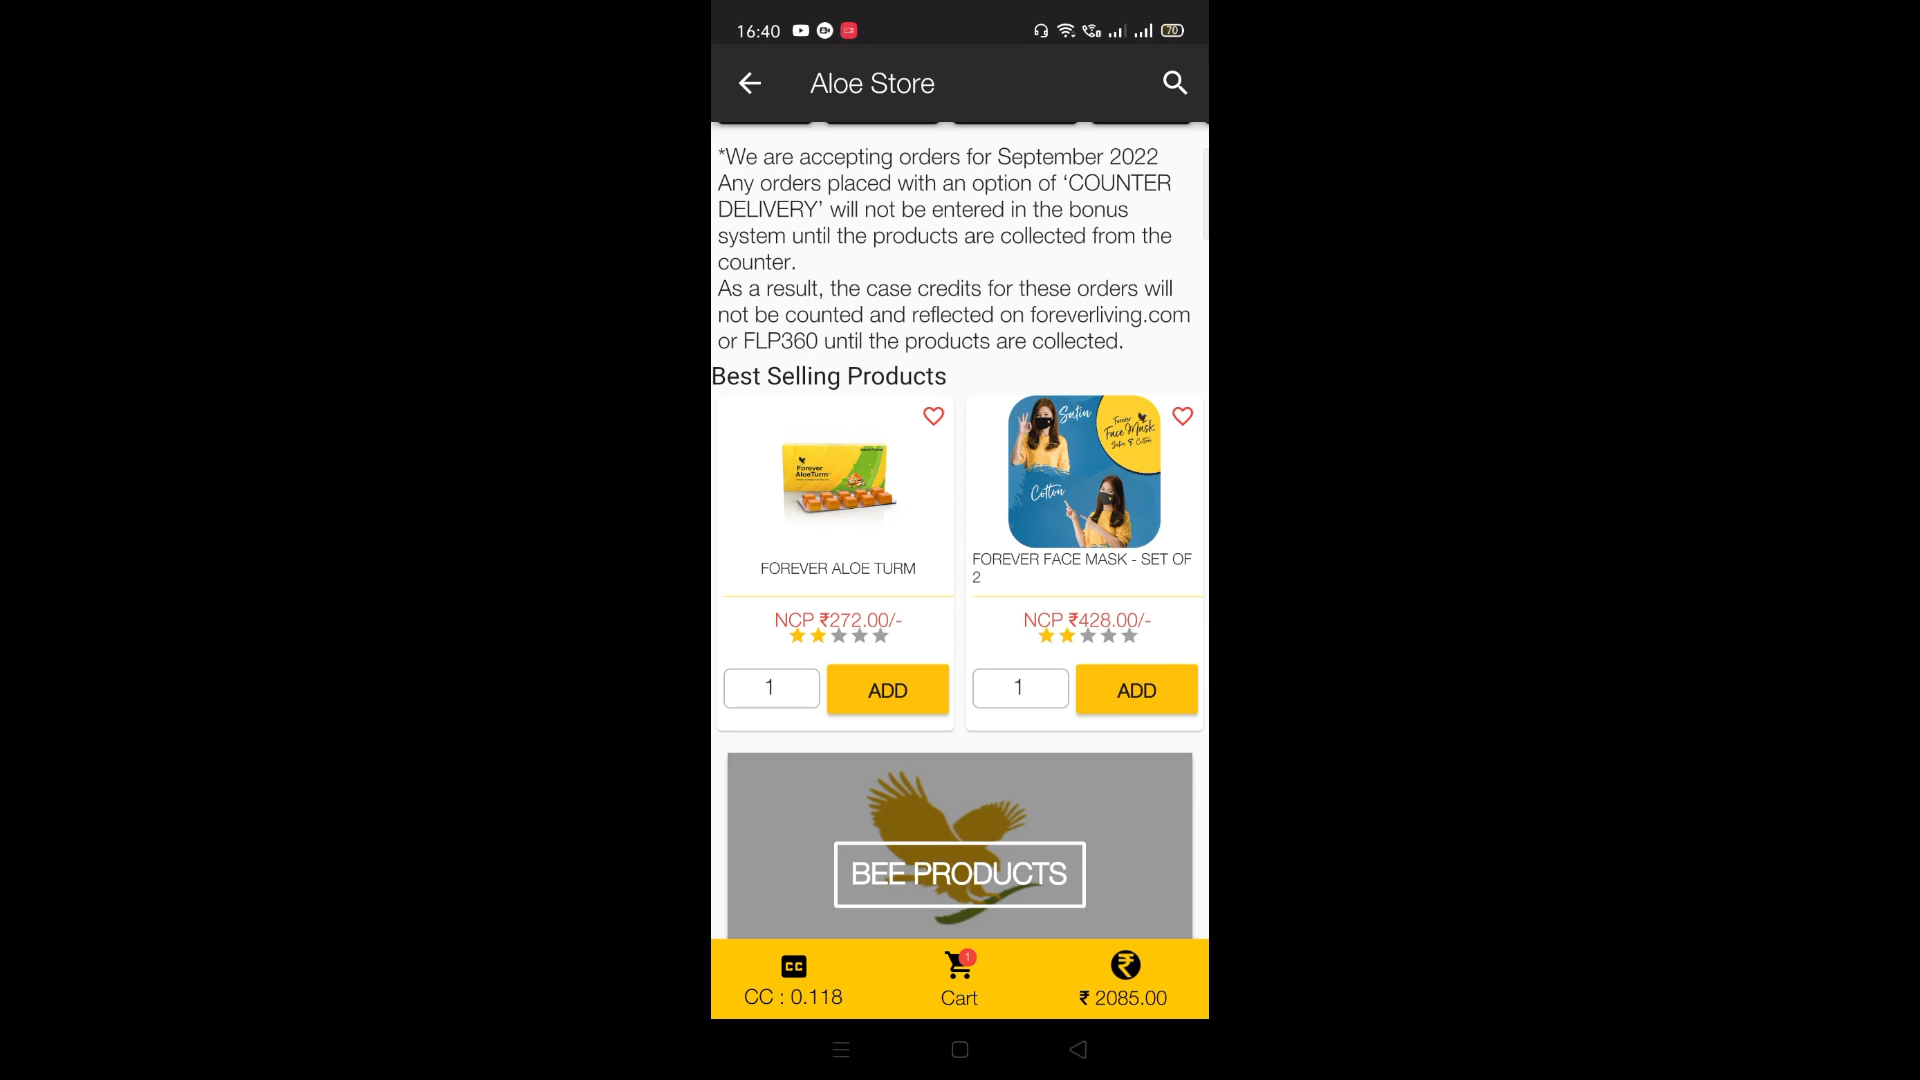 16:40
70
Aloe Store
*We are accepting orders for September 2022
Any orders placed with an option of ‘COUNTER
DELIVERY’ will not be entered in the bonus
system until the products are collected from the
counter.
As a result, the case credits for these orders will
not be counted and reflected on foreverliving.com
or FLP360 until the products are collected.
Best Selling Products
Forever
AloeTurm
FOREVER ALOE TURM
NCP ₹272.00/-
1 ADD
Satin
Forever
Face Mask
Satin & Cotton
Cotton
FOREVER FACE MASK - SET OF
2
NCP ₹428.00/-
1 ADD
BEE PRODUCTS
CC
CC : 0.118
1
Cart
₹
₹ 2085.00